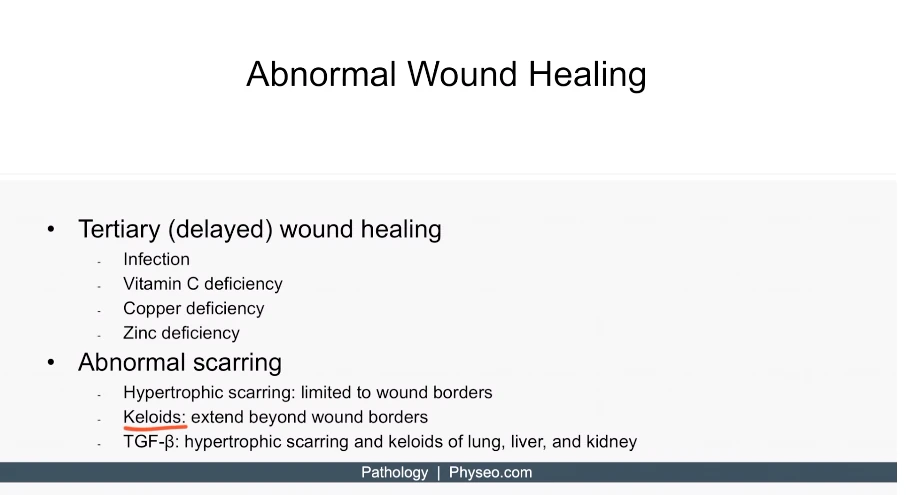 Abnormal Wound Healing
• Tertiary (delayed) wound healing
- Infection
- Vitamin C deficiency
- Copper deficiency
- Zinc deficiency
• Abnormal scarring
- Hypertrophic scarring: limited to wound borders
- Keloids: extend beyond wound borders
- TGF-β: hypertrophic scarring and keloids of lung, liver, and kidney
Pathology | Physeo.com